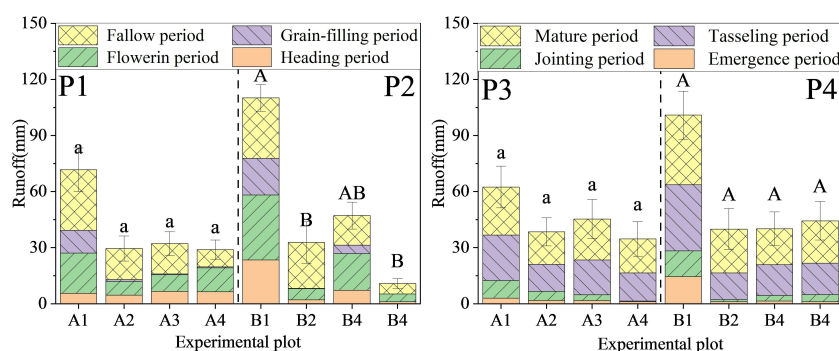 150
120
90
60
30
0
Runoff(mm)
Fallow period
Grain-filling period
Flowerin period
Heading period
P1
P2
a
a
a
a
A
B
AB
B
A1 A2 A3 A4 B1 B2 B4 B4
Experimental plot
150
120
90
60
30
0
Runoff(mm)
Mature period
Tasseling period
Jointing period
Emergence period
P3
P4
a
a
a
a
A
A
A
A
A1 A2 A3 A4 B1 B2 B4 B4
Experimental plot